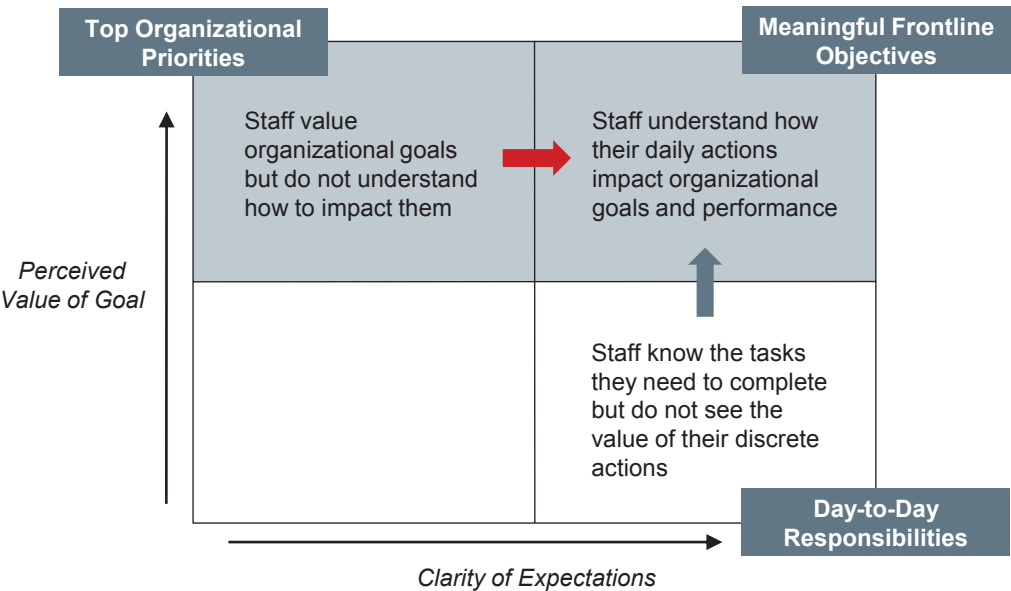 Top Organizational
Priorities
Meaningful Frontline
Objectives
Staff value
organizational goals
but do not understand
how to impact them
Staff understand how
their daily actions
impact organizational
goals and performance
Perceived
Value of Goal
Staff know the tasks
they need to complete
but do not see the
value of their discrete
actions
Day-to-Day
Responsibilities
Clarity of Expectations